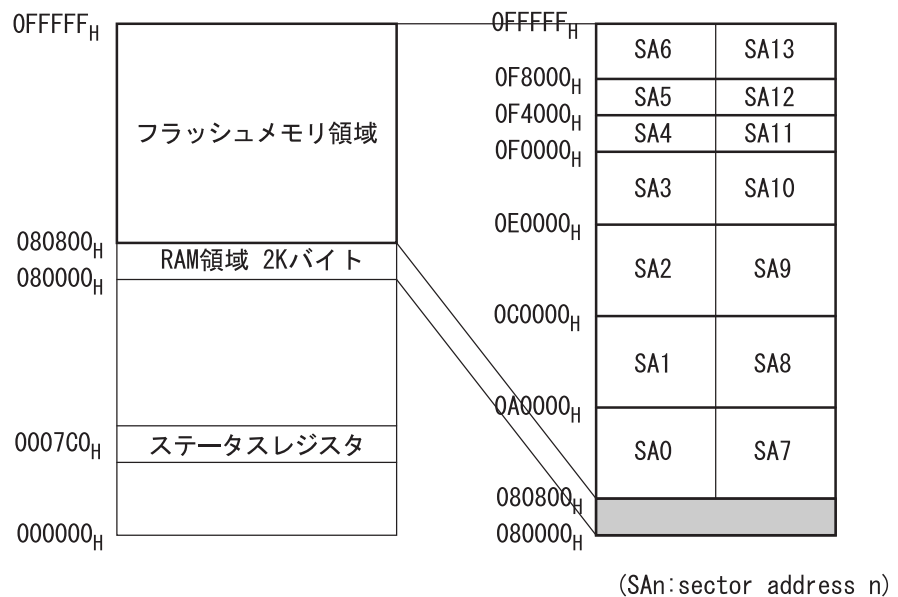 0FFFFFH
フラッシュメモリ領域
080800H
RAM領域 2Kバイト
080000H
0007C0H
ステータスレジスタ
000000H
0FFFFFH
SA6 SA13
0F8000H
SA5 SA12
0F4000H
SA4 SA11
0F0000H
SA3 SA10
0E0000H
SA2 SA9
0C0000H
SA1 SA8
0A0000H
SA0 SA7
080800H
080000H
(SAn:sector address n)